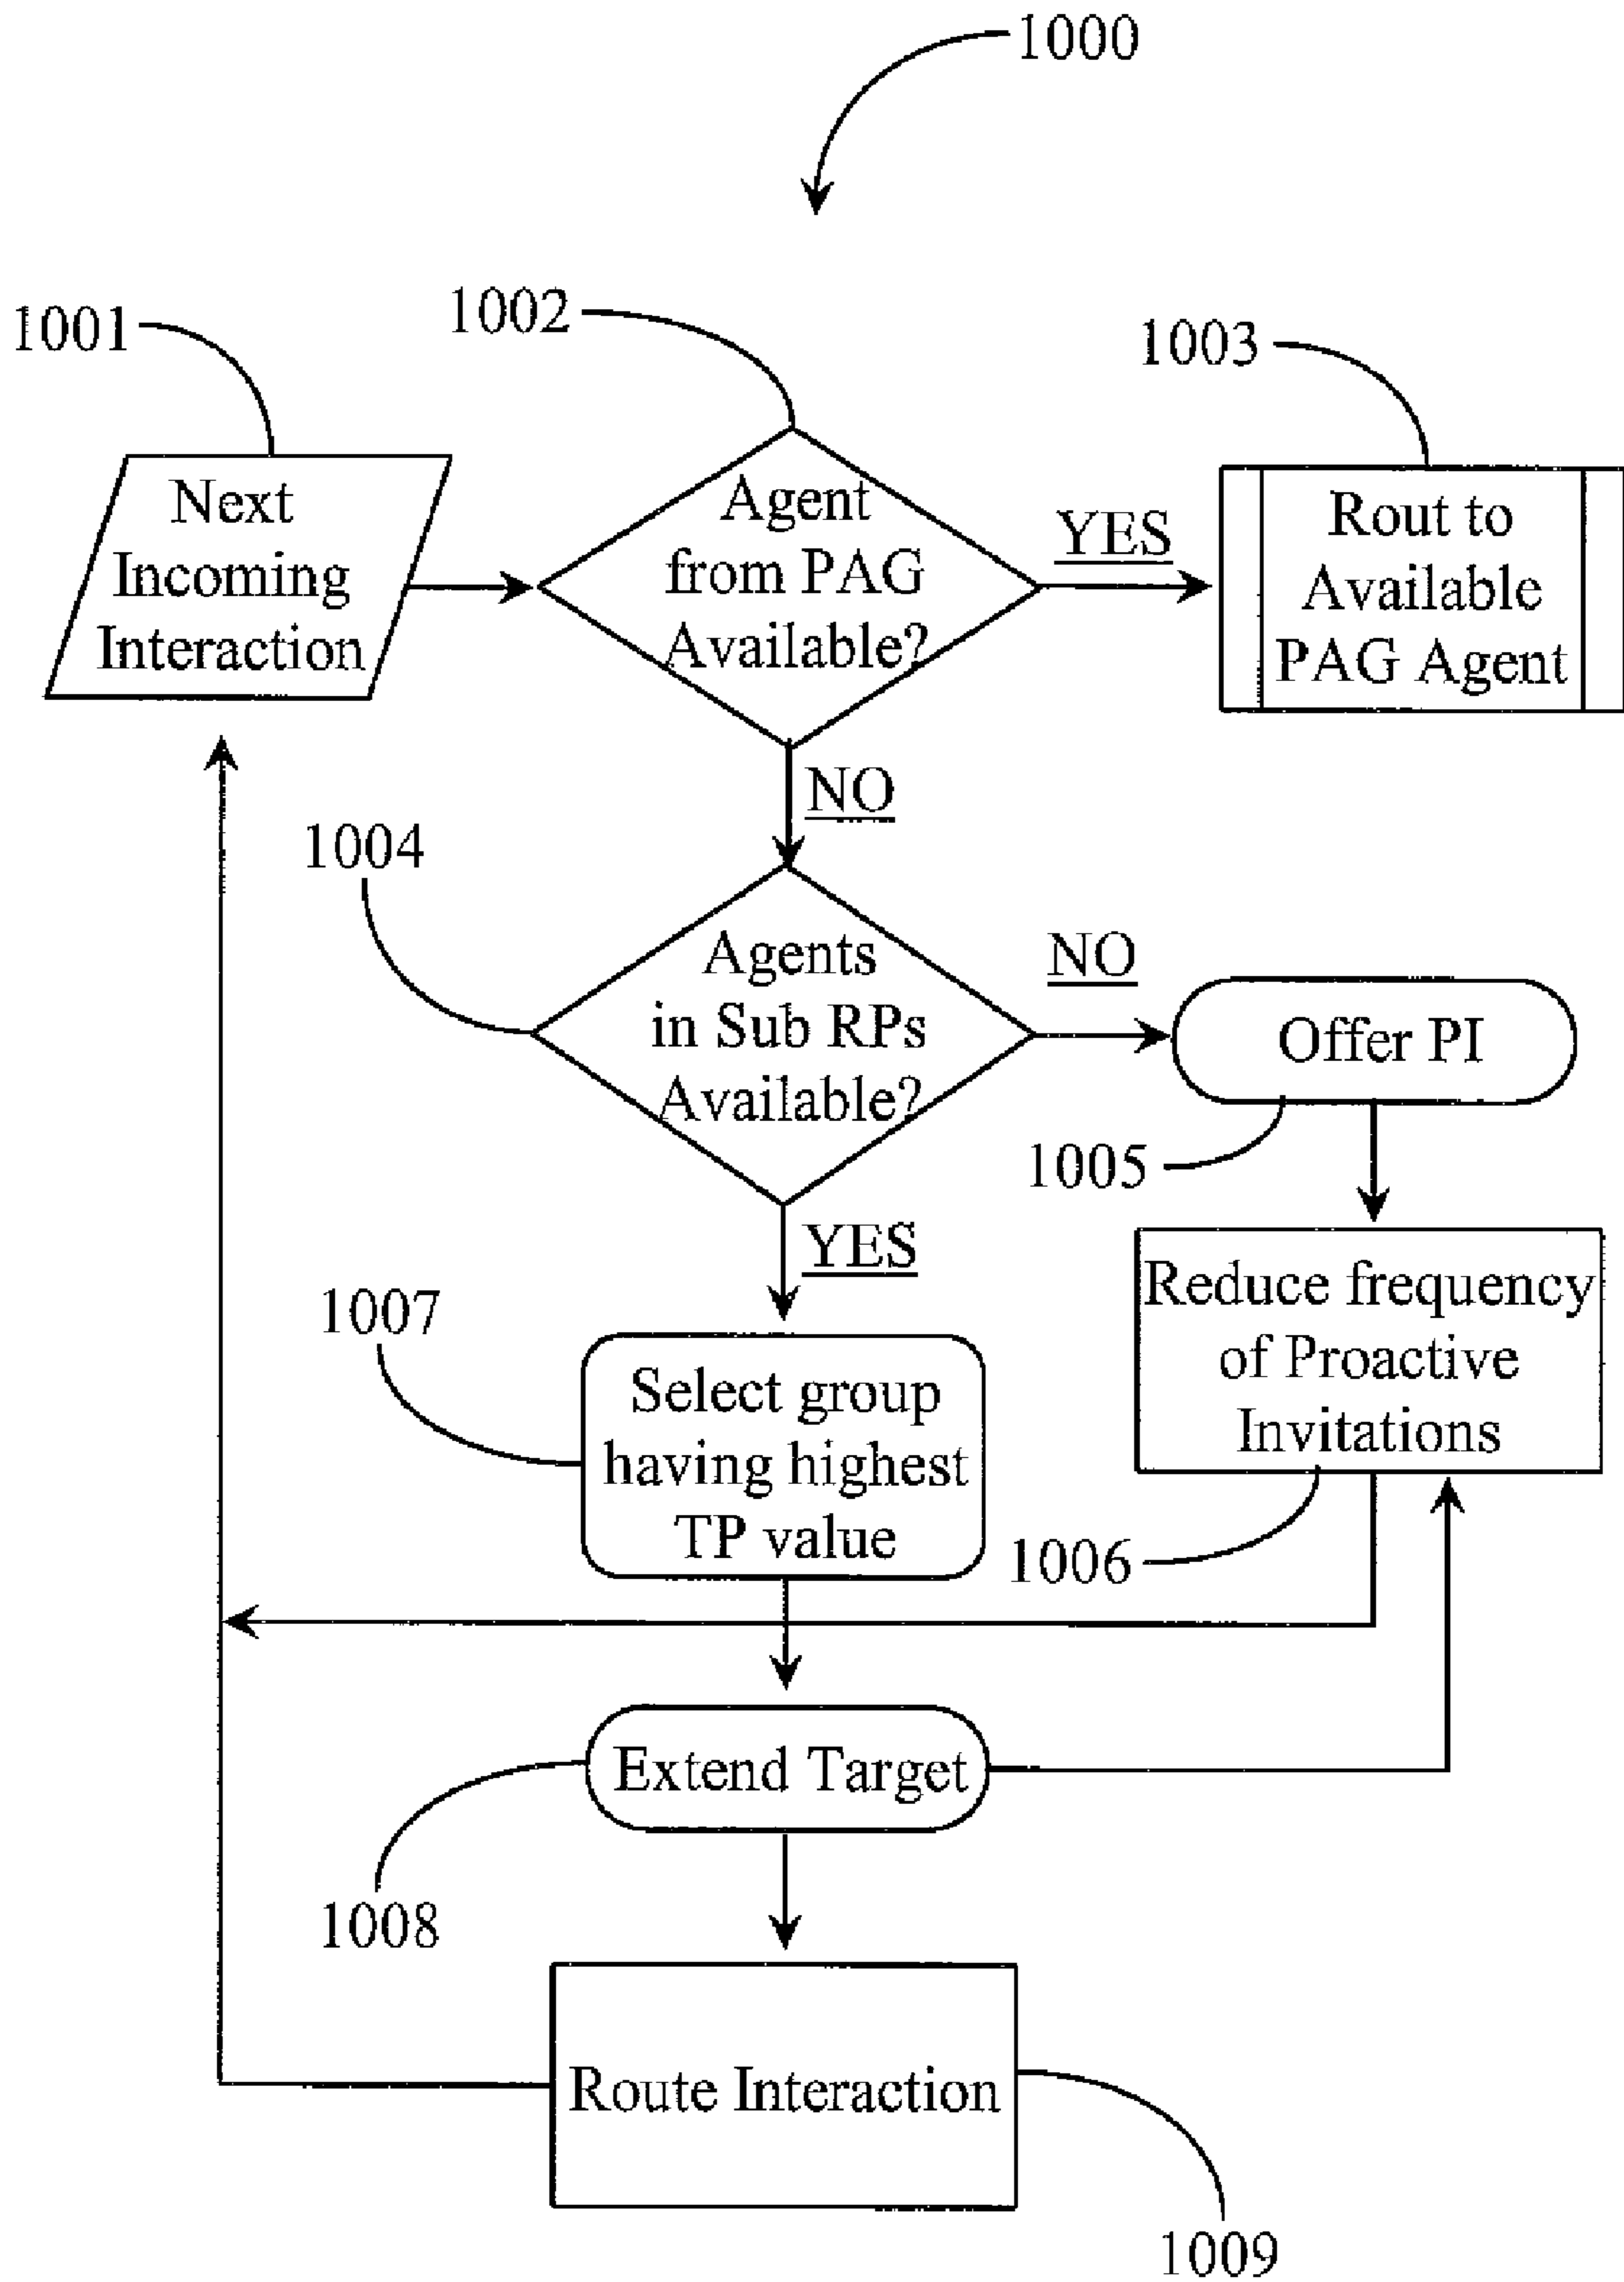 1000
1001
1002
1003
Next
Incoming
Interaction
Agent
from PAG
Available?
YES
Rout to
Available
PAG Agent
NO
1004
Agents
in Sub RPs
Available?
NO
Offer PI
1005
YES
Reduce frequency
of Proactive
Invitations
1006
1007
Select group
having highest
TP value
Extend Target
1008
Route Interaction
1009